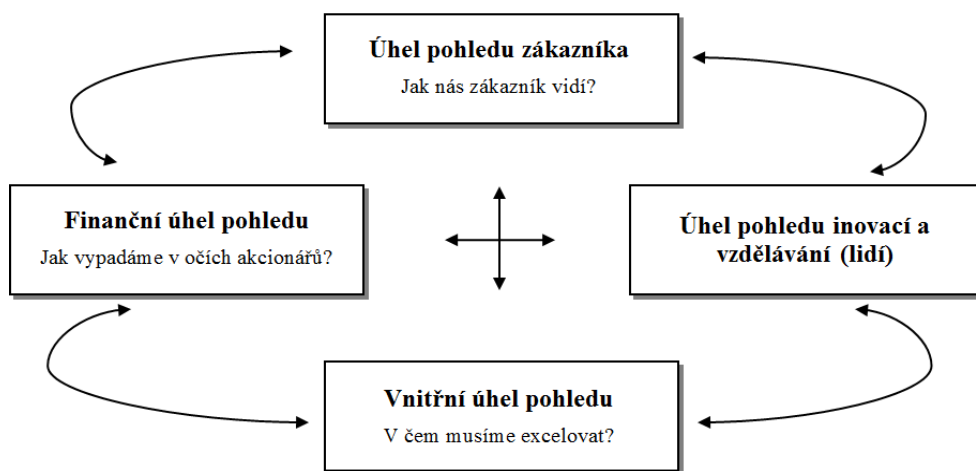 Úhel pohledu zákazníka
Jak nás zákazník vidí?
Finanční úhel pohledu
Jak vypadáme v očích akcionářů?
Úhel pohledu inovací a
vzdělávání (lidí)
Vnitřní úhel pohledu
V čem musíme excelovat?